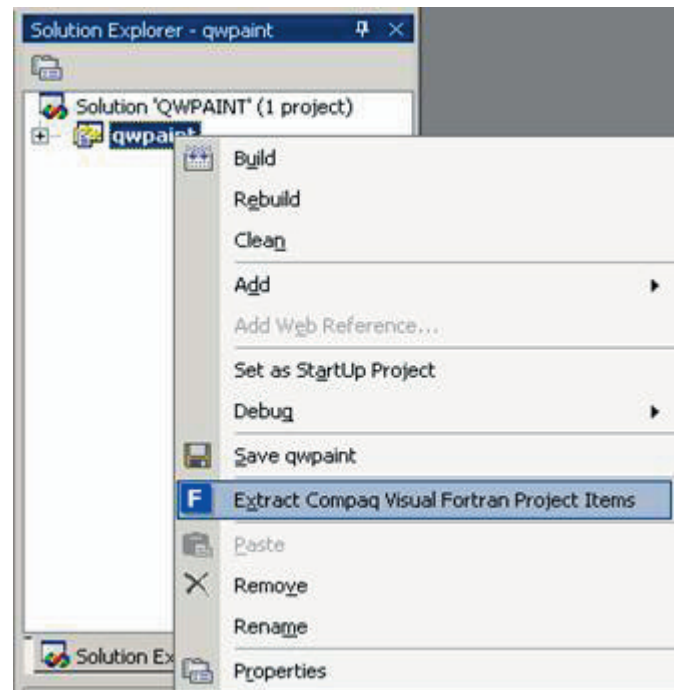 Solution Explorer - qwpaint
Solution 'QWPAINT' (1 project)
qwpaint
Build
Rebuild
Clean
Add
Add Web Reference...
Set as StartUp Project
Debug
Save qwpaint
F Extract Compaq Visual Fortran Project Items
Paste
Remove
Rename
Solution Ex
Properties